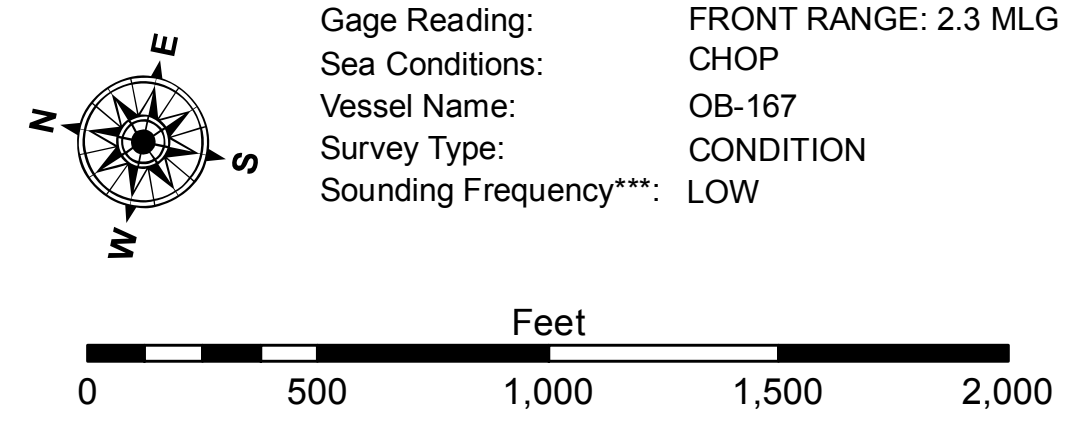 Gage Reading: FRONT RANGE: 2.3 MLG
Sea Conditions: CHOP
Vessel Name: OB-167
Survey Type: CONDITION
Sounding Frequency***: LOW
E
N
S
W
Feet
0 500 1,000 1,500 2,000